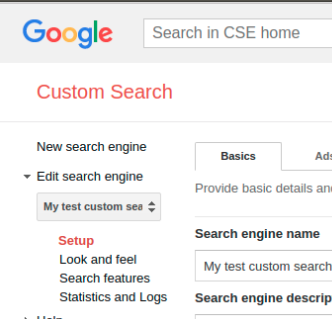 Google
Search in CSE home
Custom Search
New search engine
Edit search engine
My test custom sea
Setup
Look and feel
Search features
Statistics and Logs
Help
Basics
Ads
Provide basic details an
Search engine name
My test custom search
Search engine descrip